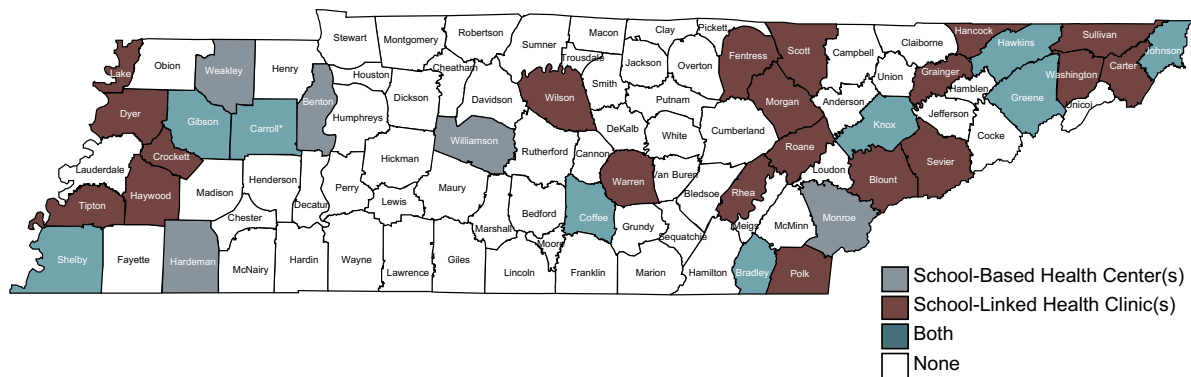 Stewart
Montgomery
Robertson
Sumner
Macon
Clay
Pickett
Trousdale
Jackson
Overton
Fentress
Scott
Campbell
Claiborne
Hancock
Hawkins
Sullivan
Johnson
Lake
Obion
Weakley
Henry
Houston
Cheatham
Smith
Union
Grainger
Hamblen
Washington
Carter
Benton
Dickson
Davidson
Wilson
Putnam
Morgan
Anderson
Greene
Unicoi
Dyer
Gibson
Carroll*
Humphreys
Williamson
DeKalb
White
Cumberland
Knox
Jefferson
Cocke
Crockett
Hickman
Rutherford
Cannon
Roane
Loudon
Sevier
Lauderdale
Haywood
Madison
Henderson
Decatur
Perry
Lewis
Maury
Warren
Van Buren
Bledsoe
Rhea
Blount
Tipton
Chester
Marshall
Bedford
Coffee
Grundy
Sequatchie
Meigs
McMinn
Monroe
Shelby
Fayette
Hardeman
McNairy
Hardin
Wayne
Lawrence
Giles
Lincoln
Moore
Franklin
Marion
Hamilton
Bradley
Polk
School-Based Health Center(s)
School-Linked Health Clinic(s)
Both
None